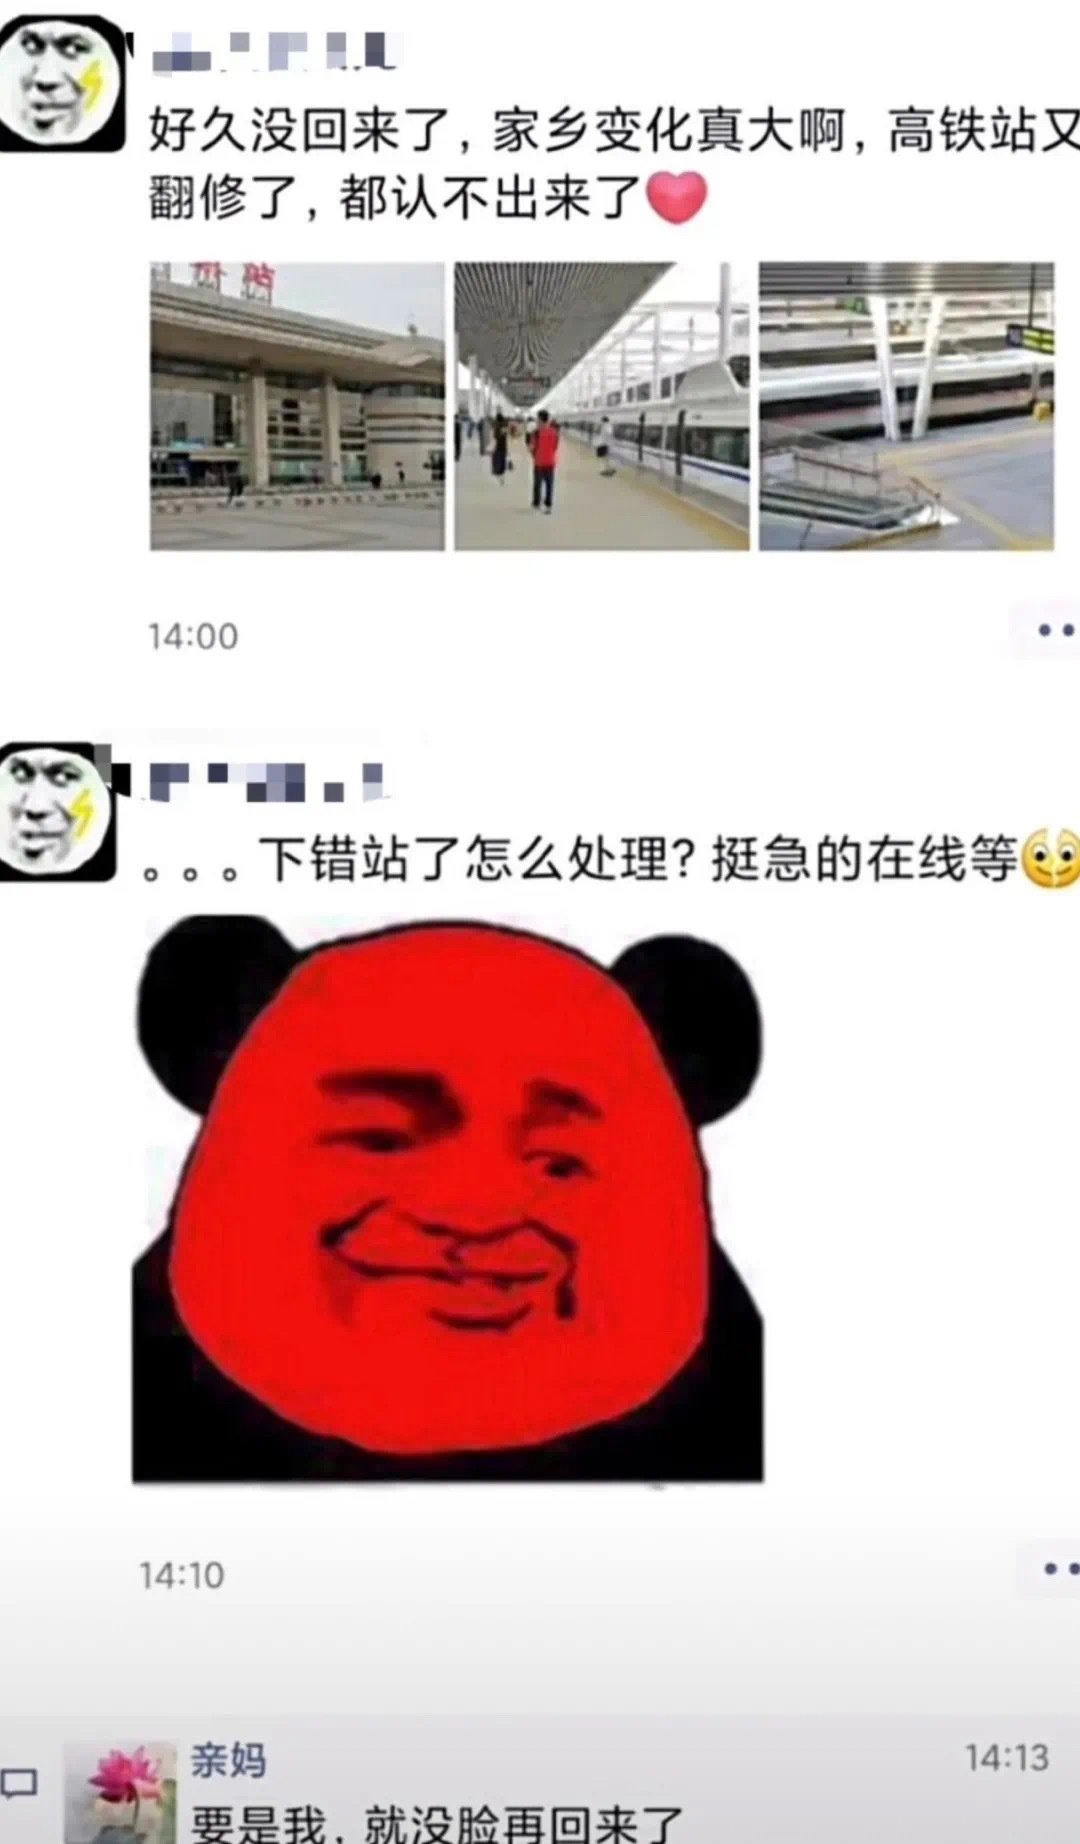 好久没回来了,家乡变化真大啊,高铁站又
翻修了,都认不出来了
站
14:00
。。。下错站了怎么处理?挺急的在线等
14:10
亲妈
14:13
要是我,就没脸再回来了